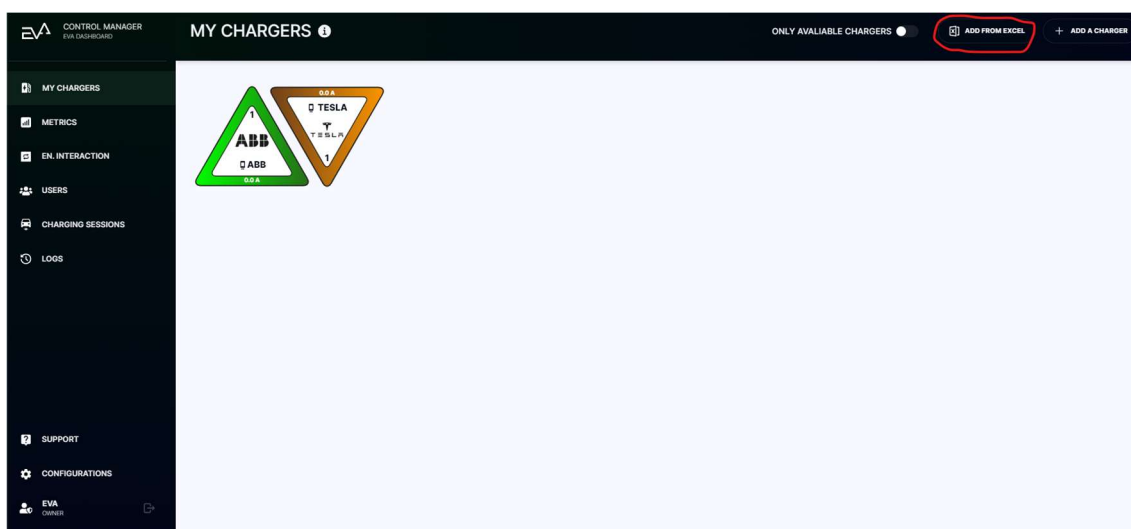 EVA
CONTROL MANAGER
EVA DASHBOARD
MY CHARGERS
ONLY AVALIABLE CHARGERS
ADD FROM EXCEL
+ ADD A CHARGER
MY CHARGERS
METRICS
EN. INTERACTION
USERS
CHARGING SESSIONS
LOGS
1
ABB
ABB
0.0 A
0.0 A
TESLA
TESLA
1
SUPPORT
CONFIGURATIONS
EVA
OWNER